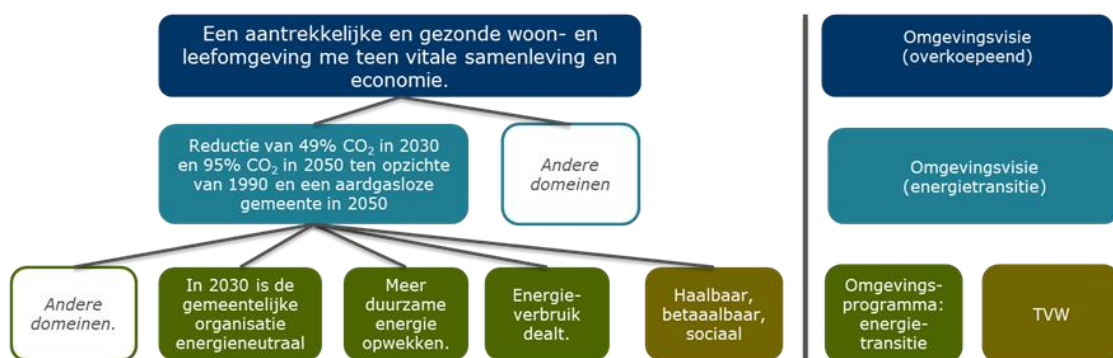 Een aantrekkelijke en gezonde woon- en
leefomgeving me teen vitale samenleving en
economie.
Omgevingsvisie
(overkoepeend)
Reductie van 49% CO₂ in 2030
en 95% CO₂ in 2050 ten opzichte
van 1990 en een aardgasloze
gemeente in 2050
Andere
domeinen
Omgevingsvisie
(energietransitie)
Andere
domeinen.
In 2030 is de
gemeentelijke
organisatie
energieneutraal
Meer
duurzame
energie
opwekken.
Energie-
verbruik
dealt.
Haalbaar,
betaaalbaar,
sociaal
Omgevings-
programma:
energie-
transitie
TVW